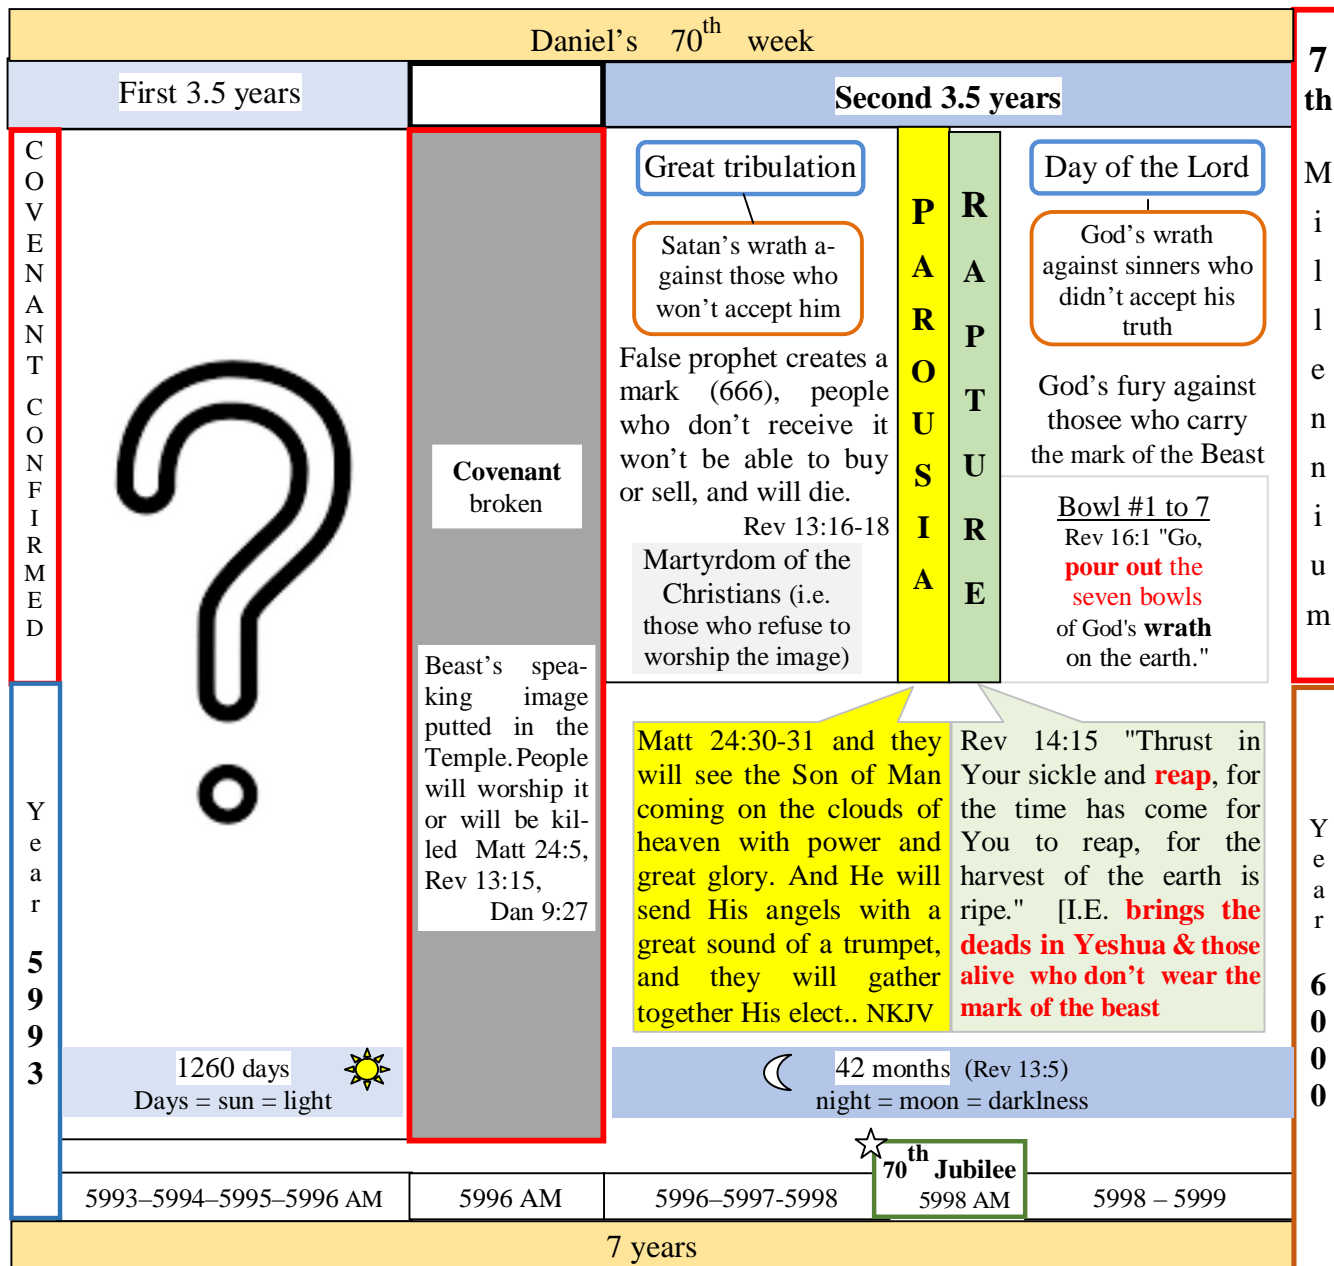 Daniel's 70th week
First 3.5 years
Second 3.5 years
7
th
Millennium
COVENANT CONFIRMED
Year 5993
Covenant
broken
Beast's spea-
king image
putted in the
Temple. People
will worship it
or will be kil-
led Matt 24:5,
Rev 13:15,
Dan 9:27
Great tribulation
Satan's wrath a-
gainst those who
won't accept him
False prophet creates a
mark (666), people
who don't receive it
won't be able to buy
or sell, and will die.
Rev 13:16-18
Martyrdom of the
Christians (i.e.
those who refuse to
worship the image)
PAROUSIA
RAPTURE
Day of the Lord
God's wrath
against sinners who
didn't accept his
truth
God's fury against
thosee who carry
the mark of the Beast
Bowl #1 to 7
Rev 16:1 "Go,
pour out the
seven bowls
of God's wrath
on the earth."
Matt 24:30-31 and they
will see the Son of Man
coming on the clouds of
heaven with power and
great glory. And He will
send His angels with a
great sound of a trumpet,
and they will gather
together His elect.. NKJV
Rev 14:15 "Thrust in
Your sickle and reap, for
the time has come for
You to reap, for the
harvest of the earth is
ripe." [I.E. brings the
deads in Yeshua & those
alive who don't wear the
mark of the beast
Year 6000
1260 days
Days = sun = light
42 months (Rev 13:5)
night = moon = darklness
70th Jubilee
5998 AM
5993–5994–5995–5996 AM
5996 AM
5996–5997-5998
5998 – 5999
7 years